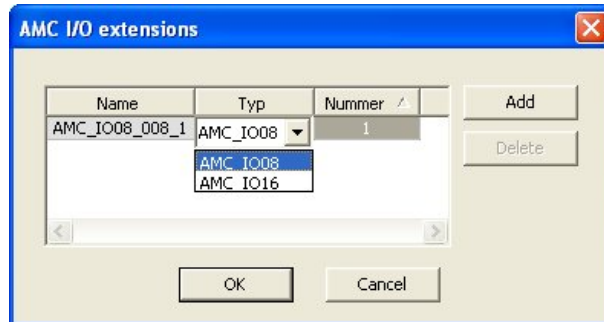 AMC I/O extensions
Name Typ Nummer
AMC_IO08_008_1 AMC_IO08 1
AMC_IO08
AMC_IO16
Add
Delete
OK Cancel